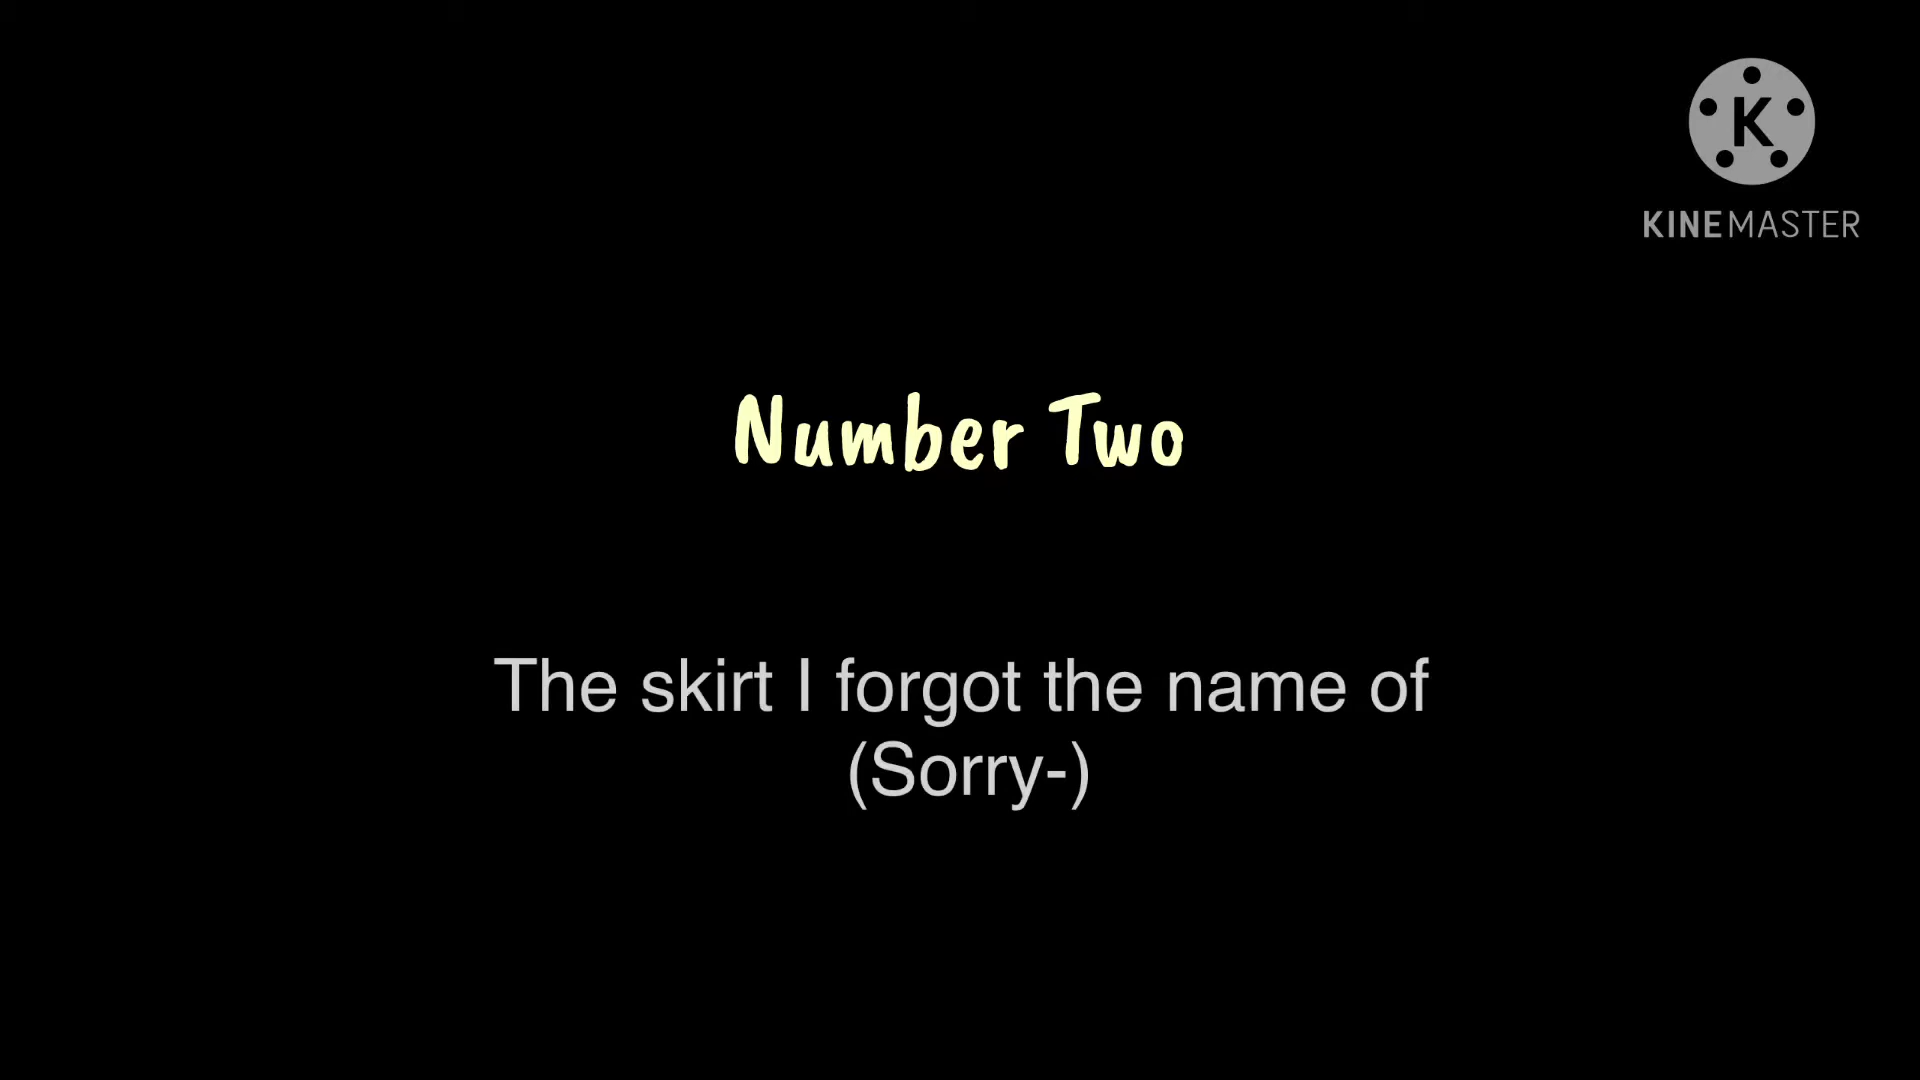 K
KINEMASTER
Number Two
The skirt I forgot the name of
(Sorry-)